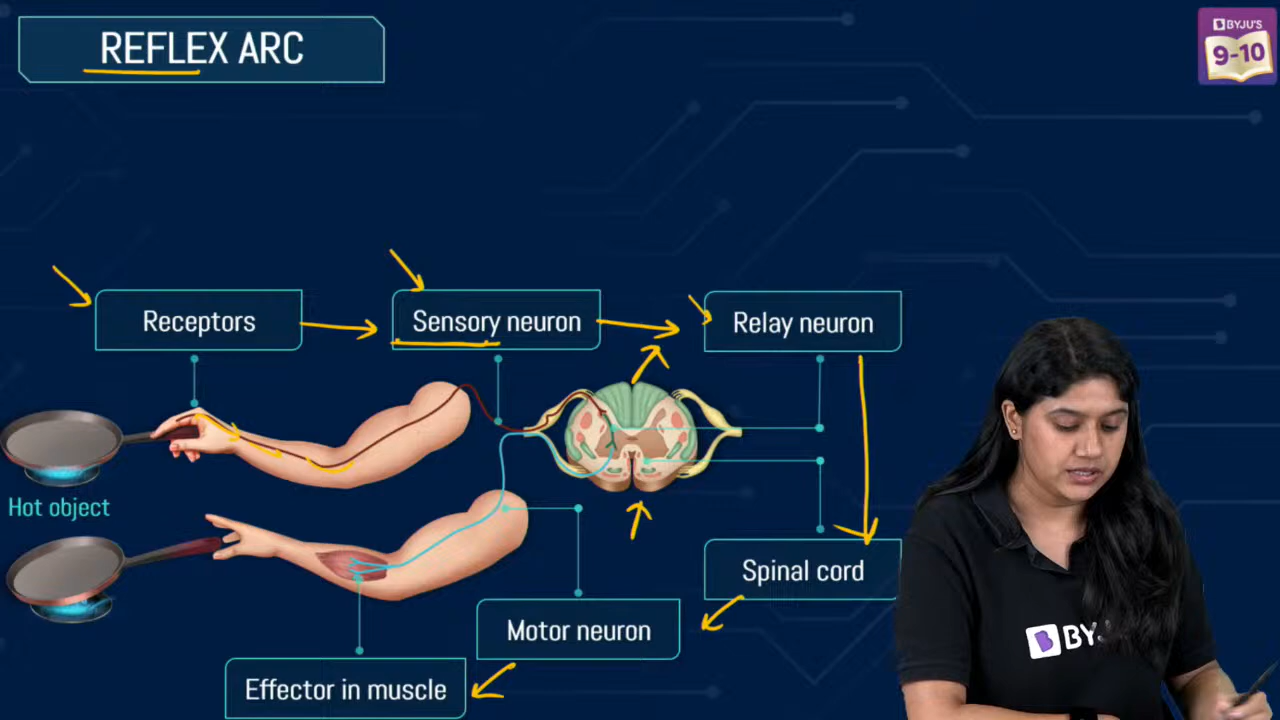 REFLEX ARC
BYJU'S
9-10
Receptors
Sensory neuron
Relay neuron
Hot object
Spinal cord
Motor neuron
Effector in muscle